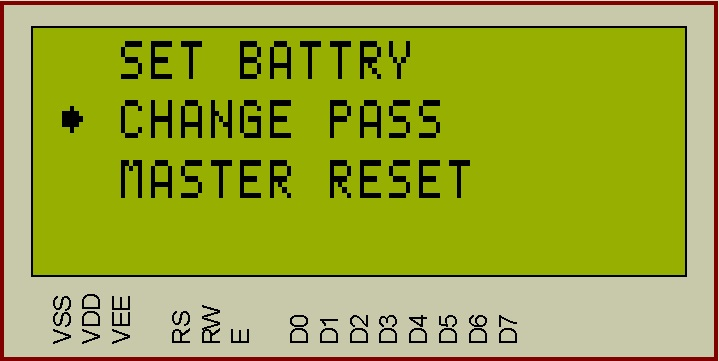 SET BATTRY
CHANGE PASS
MASTER RESET
VSS VDD VEE RS RW E D0 D1 D2 D3 D4 D5 D6 D7